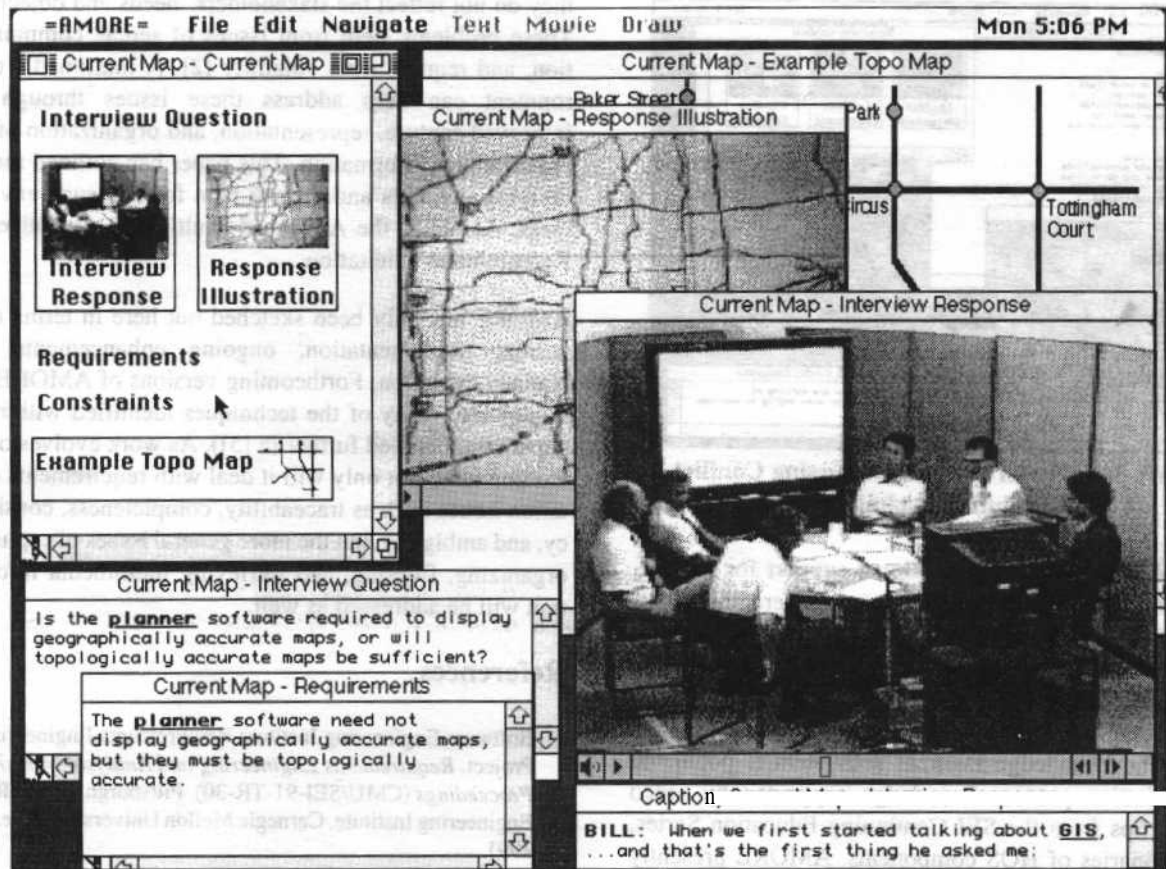 =AMORE= File Edit Navigate Text Movie Draw Mon 5:06 PM
Current Map - Current Map
Interview Question
Interview
Response
Response
Illustration
Requirements
Constraints
Example Topo Map
Current Map - Example Topo Map
Baker Street
Park
Circus
Tottingham
Court
Current Map - Response Illustration
Current Map - Interview Response
Current Map - Interview Question
Is the planner software required to display
geographically accurate maps, or will
topologically accurate maps be sufficient?
Current Map - Requirements
The planner software need not
display geographically accurate maps,
but they must be topologically
accurate.
Caption
BILL: When we first started talking about GIS,
...and that's the first thing he asked me: